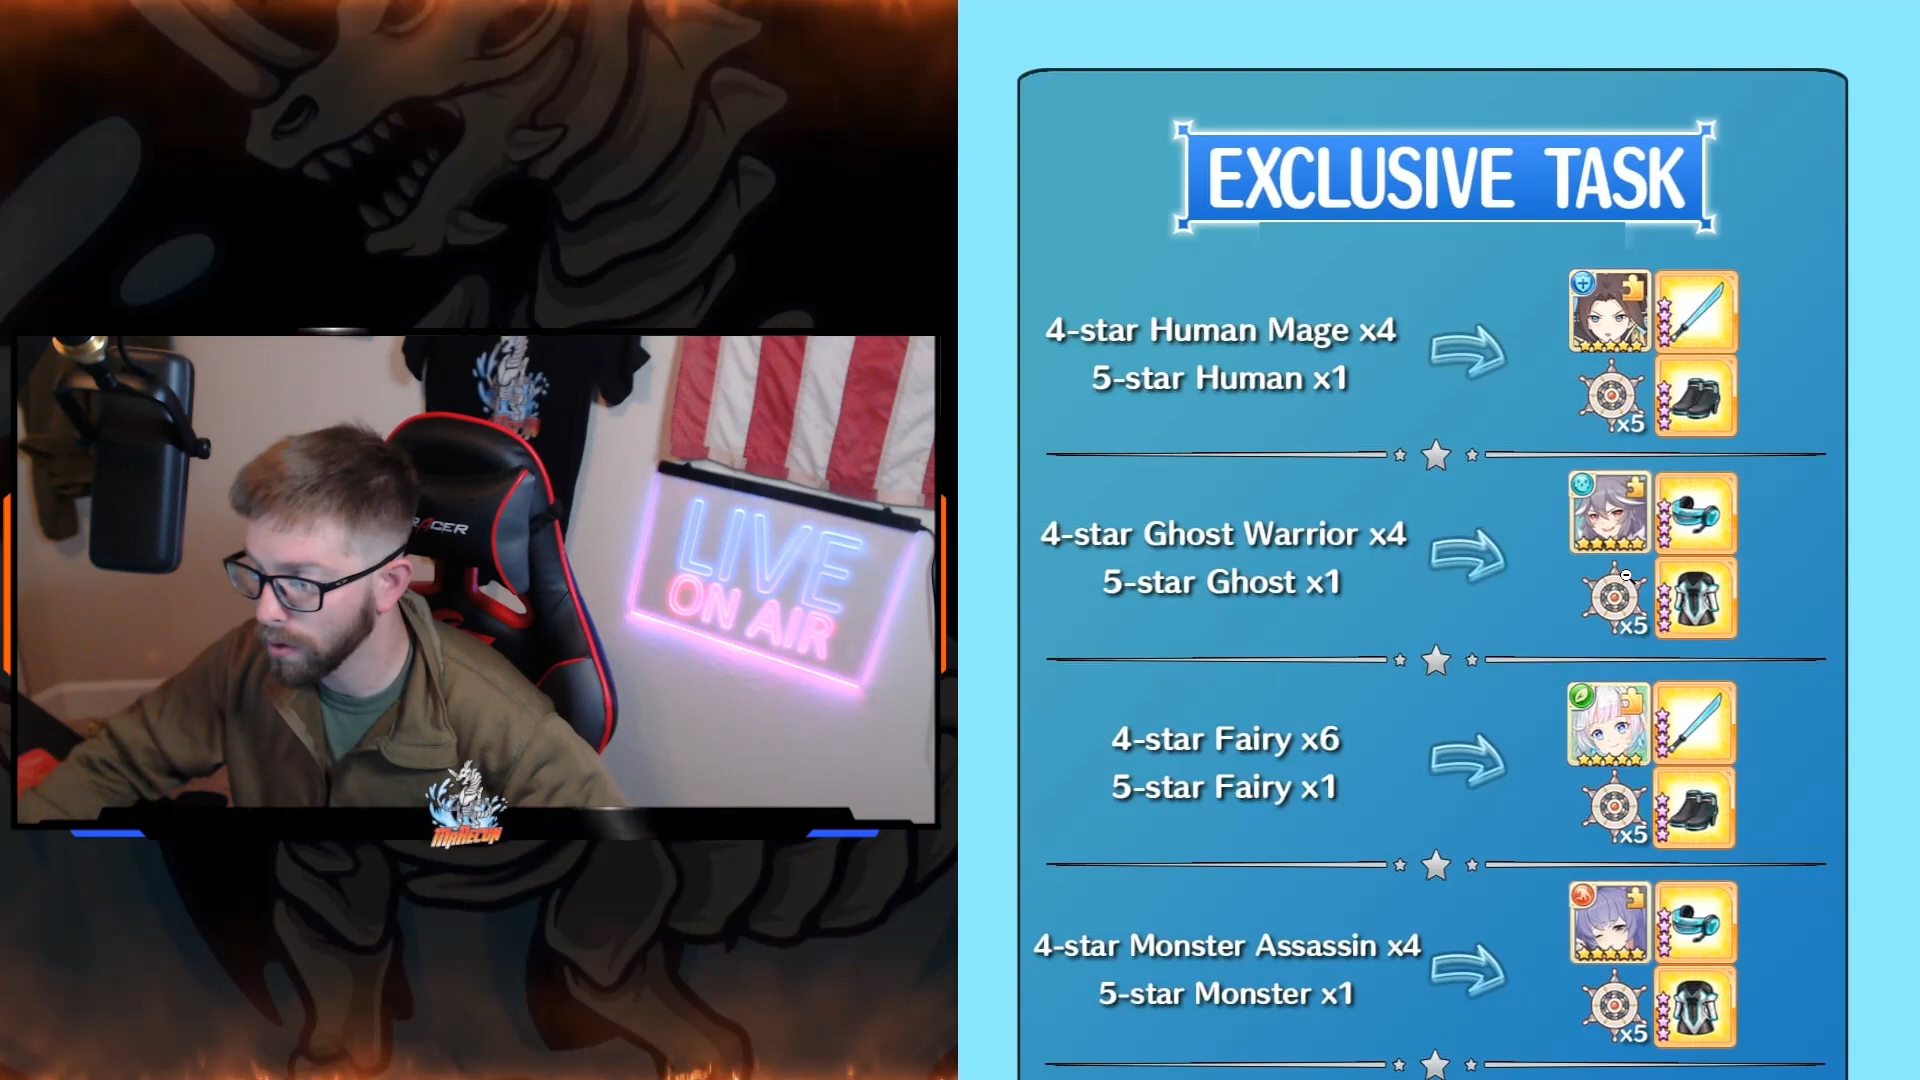 EXCLUSIVE TASK
4-star Human Mage x4
5-star Human x1
x5
4-star Ghost Warrior x4
5-star Ghost x1
x5
4-star Fairy x6
5-star Fairy x1
x5
4-star Monster Assassin x4
5-star Monster x1
x5
RACER
LIVE
ON AIR
MrRecon